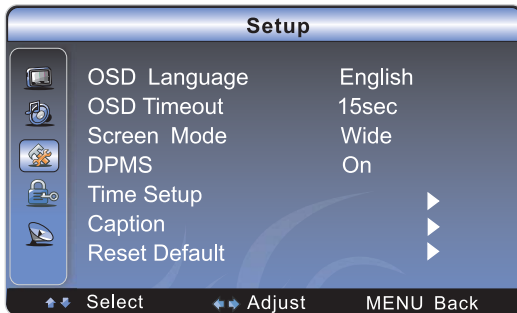 Setup
OSD Language English
OSD Timeout 15sec
Screen Mode Wide
DPMS On
Time Setup
Caption
Reset Default
Select Adjust MENU Back